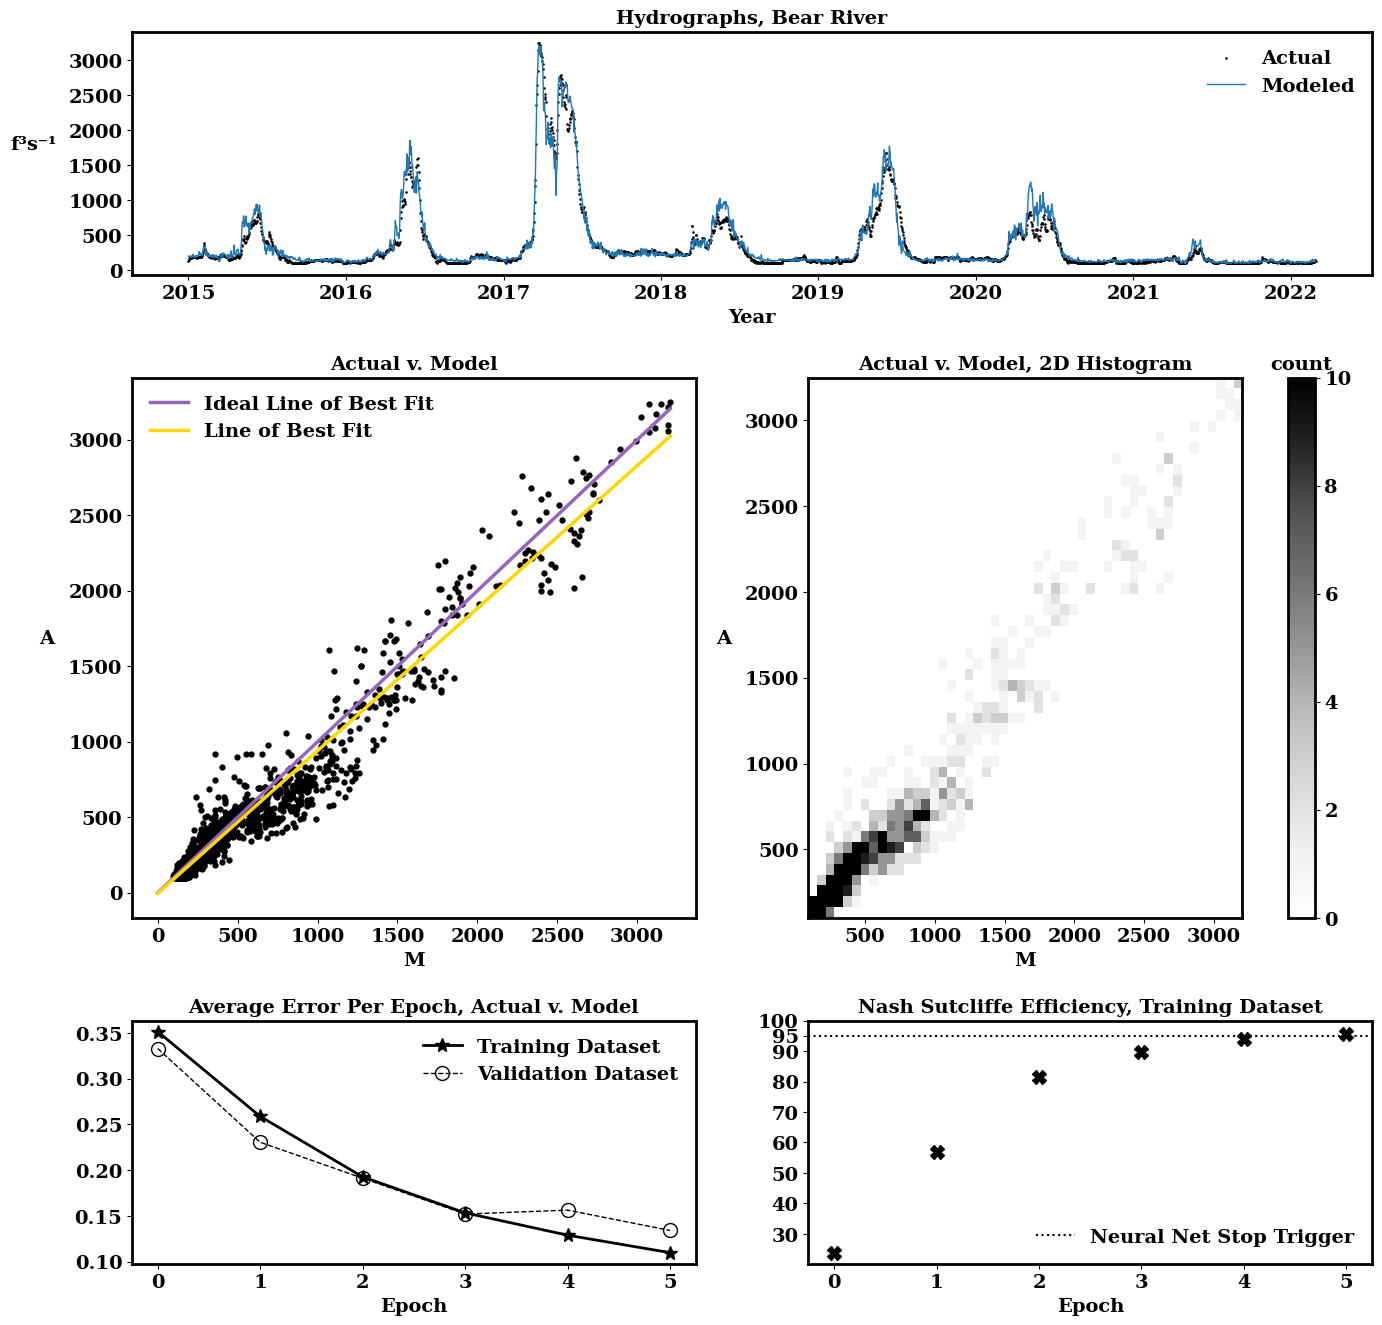 Hydrographs, Bear River
3000
2500
2000
1500
1000
500
0
f³s⁻¹
Actual
Modeled
2015 2016 2017 2018 2019 2020 2021 2022
Year
Actual v. Model
Ideal Line of Best Fit
Line of Best Fit
3000
2500
2000
1500
1000
500
0
A
0 500 1000 1500 2000 2500 3000
M
Actual v. Model, 2D Histogram
3000
2500
2000
1500
1000
500
A
500 1000 1500 2000 2500 3000
M
count
10
8
6
4
2
0
Average Error Per Epoch, Actual v. Model
Training Dataset
Validation Dataset
0.35
0.30
0.25
0.20
0.15
0.10
0 1 2 3 4 5
Epoch
Nash Sutcliffe Efficiency, Training Dataset
100
95
90
80
70
60
50
40
30
Neural Net Stop Trigger
0 1 2 3 4 5
Epoch